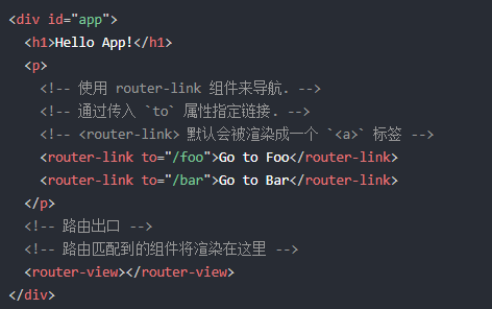 <div id="app">
<h1>Hello App!</h1>
<p>
<!-- 使用 router-link 组件来导航. -->
<!-- 通过传入 `to` 属性指定链接. -->
<!-- <router-link> 默认会被渲染成一个 `<a>` 标签 -->
<router-link to="/foo">Go to Foo</router-link>
<router-link to="/bar">Go to Bar</router-link>
</p>
<!-- 路由出口 -->
<!-- 路由匹配到的组件将渲染在这里 -->
<router-view></router-view>
</div>